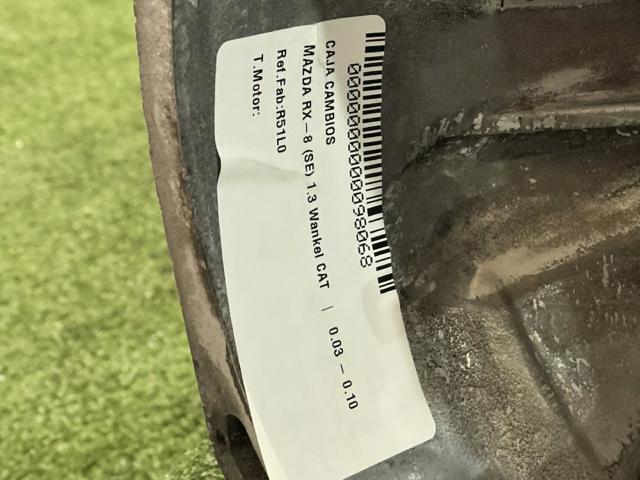 0000000000098068
CAJA CAMBIOS
MAZDA RX-8 (SE) 1.3 Wankel CAT | 0.03 - 0.10
Ref.Fab:R51L0
T.Motor: